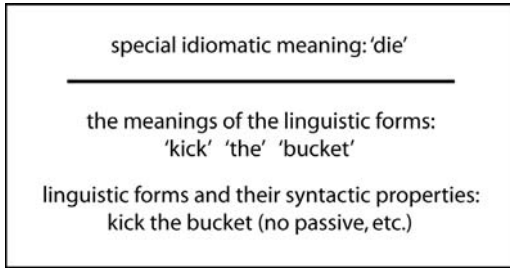 special idiomatic meaning: 'die'
the meanings of the linguistic forms:
'kick' 'the' 'bucket'
linguistic forms and their syntactic properties:
kick the bucket (no passive, etc.)